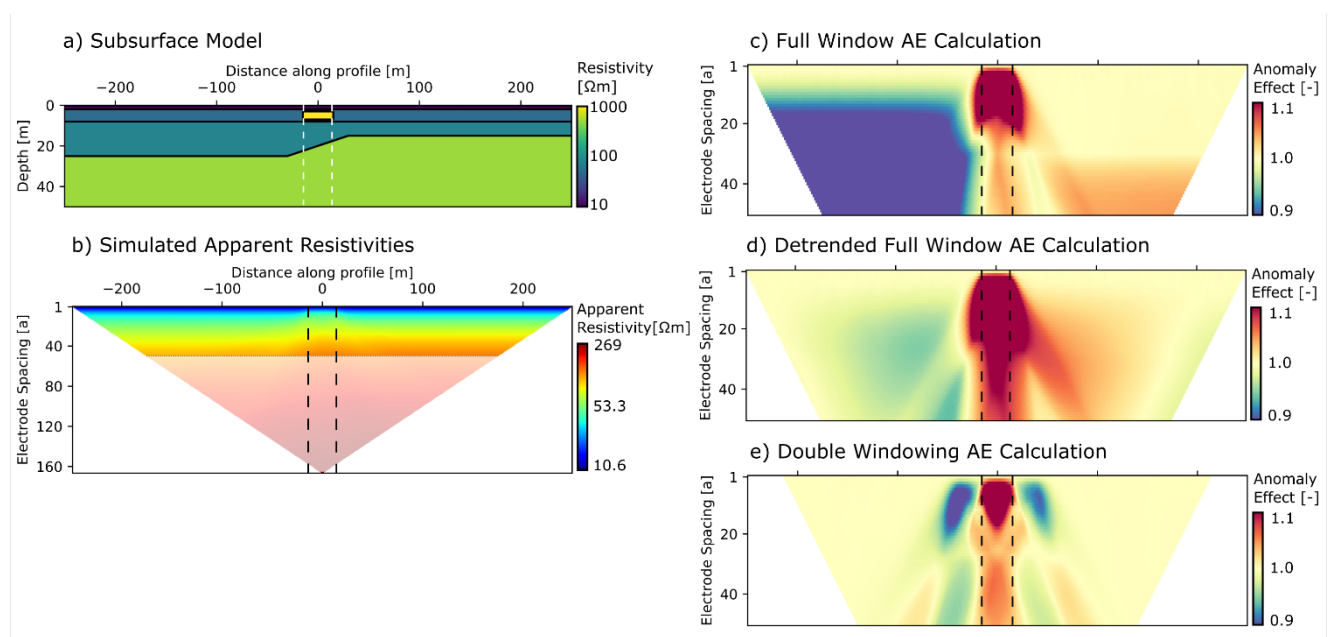 a) Subsurface Model
Distance along profile [m]
−200 −100 0 100 200
Resistivity
[Ωm]
1000
100
10
Depth [m]
0
20
40
b) Simulated Apparent Resistivities
Distance along profile [m]
−200 −100 0 100 200
Apparent
Resistivity[Ωm]
269
53.3
10.6
Electrode Spacing [a]
1
40
80
120
160
c) Full Window AE Calculation
Electrode Spacing [a]
1
20
40
Anomaly
Effect [-]
1.1
1.0
0.9
d) Detrended Full Window AE Calculation
Electrode Spacing [a]
1
20
40
Anomaly
Effect [-]
1.1
1.0
0.9
e) Double Windowing AE Calculation
Electrode Spacing [a]
1
20
40
Anomaly
Effect [-]
1.1
1.0
0.9